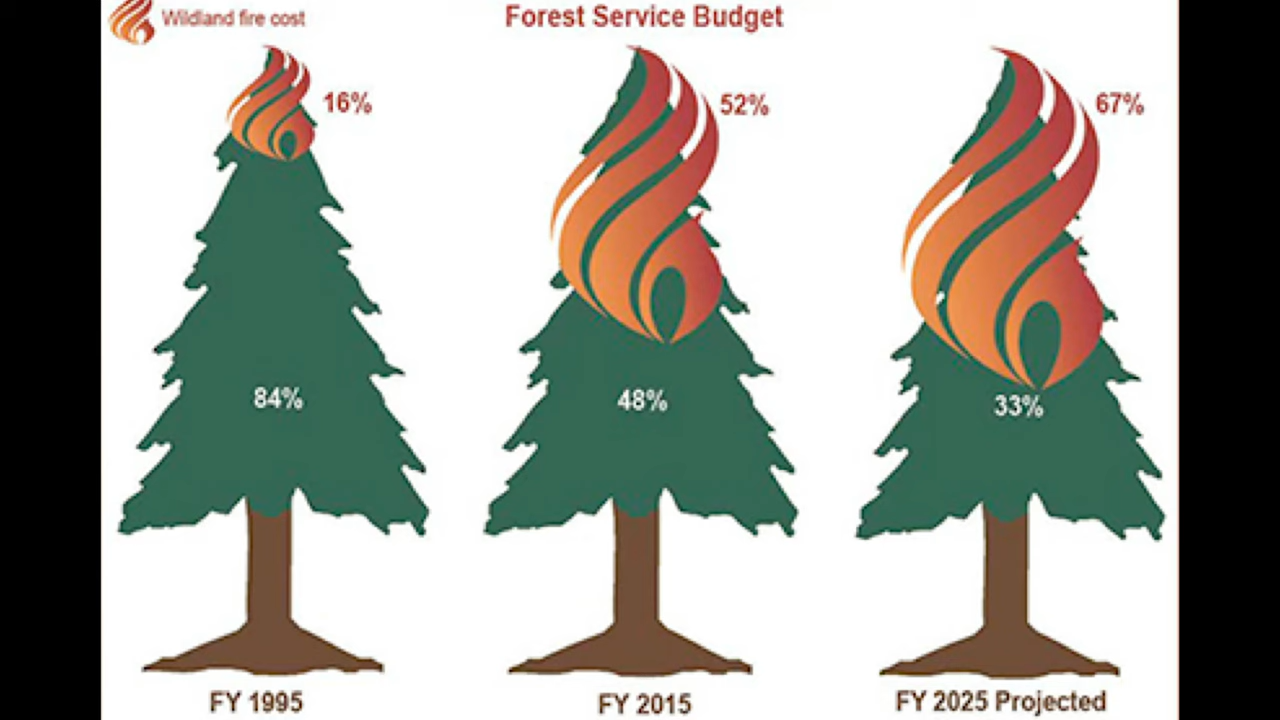 Wildland fire cost
Forest Service Budget
16%
52%
67%
84%
48%
33%
FY 1995
FY 2015
FY 2025 Projected